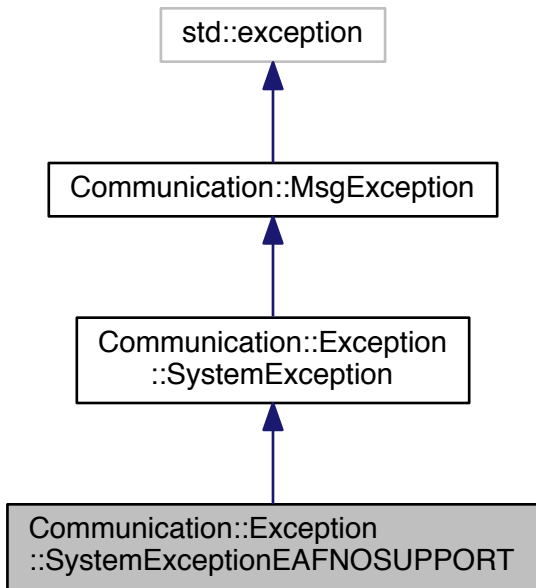 std::exception
Communication::MsgException
Communication::Exception
::SystemException
Communication::Exception
::SystemExceptionEAFNOSUPPORT